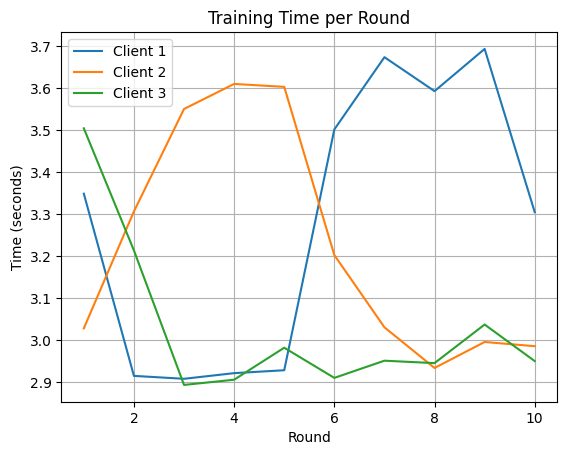 Training Time per Round
Client 1
Client 2
Client 3
Time (seconds)
3.7
3.6
3.5
3.4
3.3
3.2
3.1
3.0
2.9
2 4 6 8 10
Round